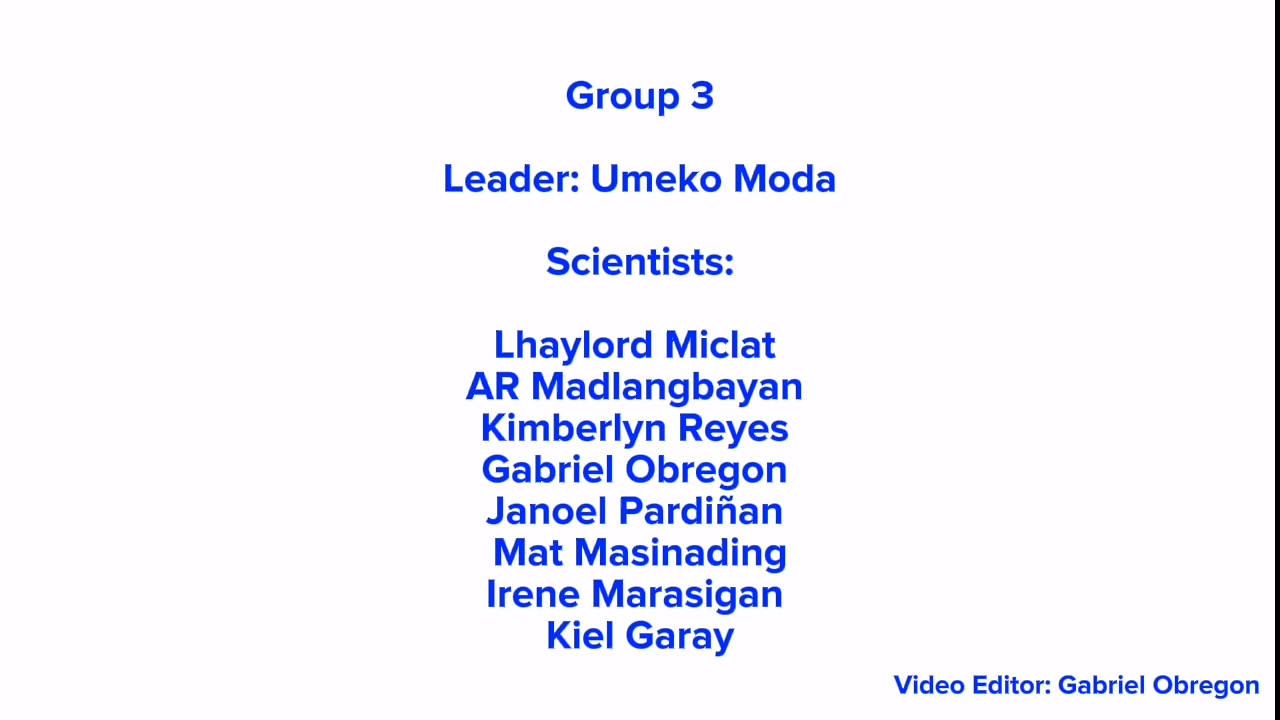 Group 3
Leader: Umeko Moda
Scientists:
Lhaylord Miclat
AR Madlangbayan
Kimberlyn Reyes
Gabriel Obregon
Janoel Pardiñan
Mat Masinading
Irene Marasigan
Kiel Garay
Video Editor: Gabriel Obregon